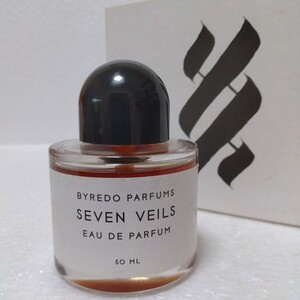 BYREDO PARFUMS
SEVEN VEILS
EAU DE PARFUM
50 ML